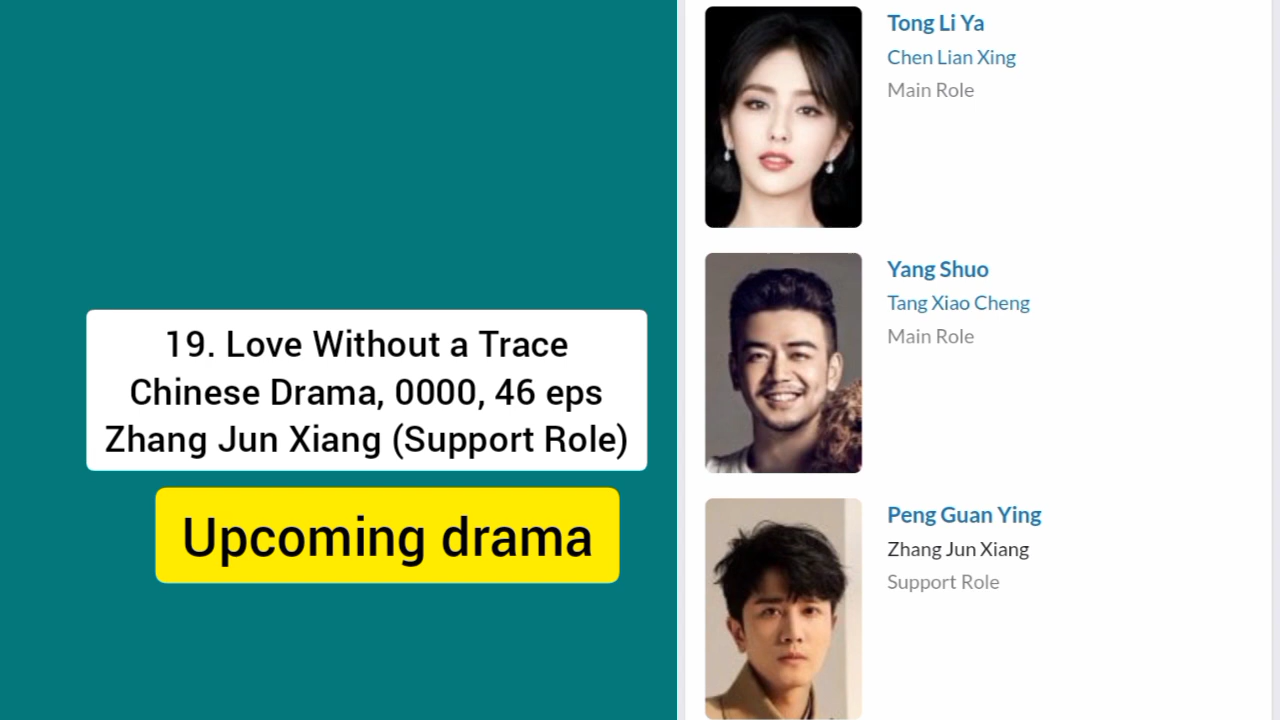 19. Love Without a Trace
Chinese Drama, 0000, 46 eps
Zhang Jun Xiang (Support Role)
Upcoming drama
Tong Li Ya
Chen Lian Xing
Main Role
Yang Shuo
Tang Xiao Cheng
Main Role
Peng Guan Ying
Zhang Jun Xiang
Support Role